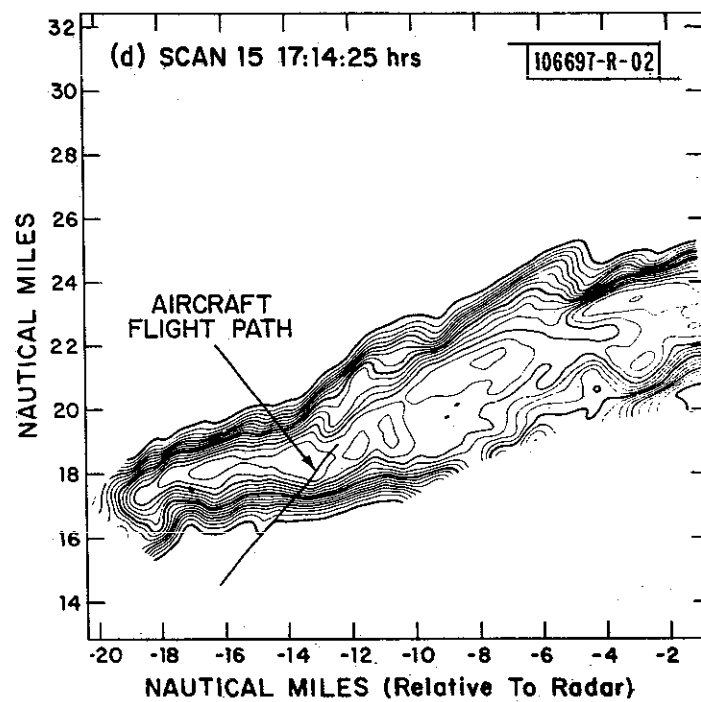 (d) SCAN 15 17:14:25 hrs
106697-R-02
32
30
28
26
24
22
20
18
16
14
NAUTICAL MILES
AIRCRAFT
FLIGHT PATH
-20 -18 -16 -14 -12 -10 -8 -6 -4 -2
NAUTICAL MILES (Relative To Radar)